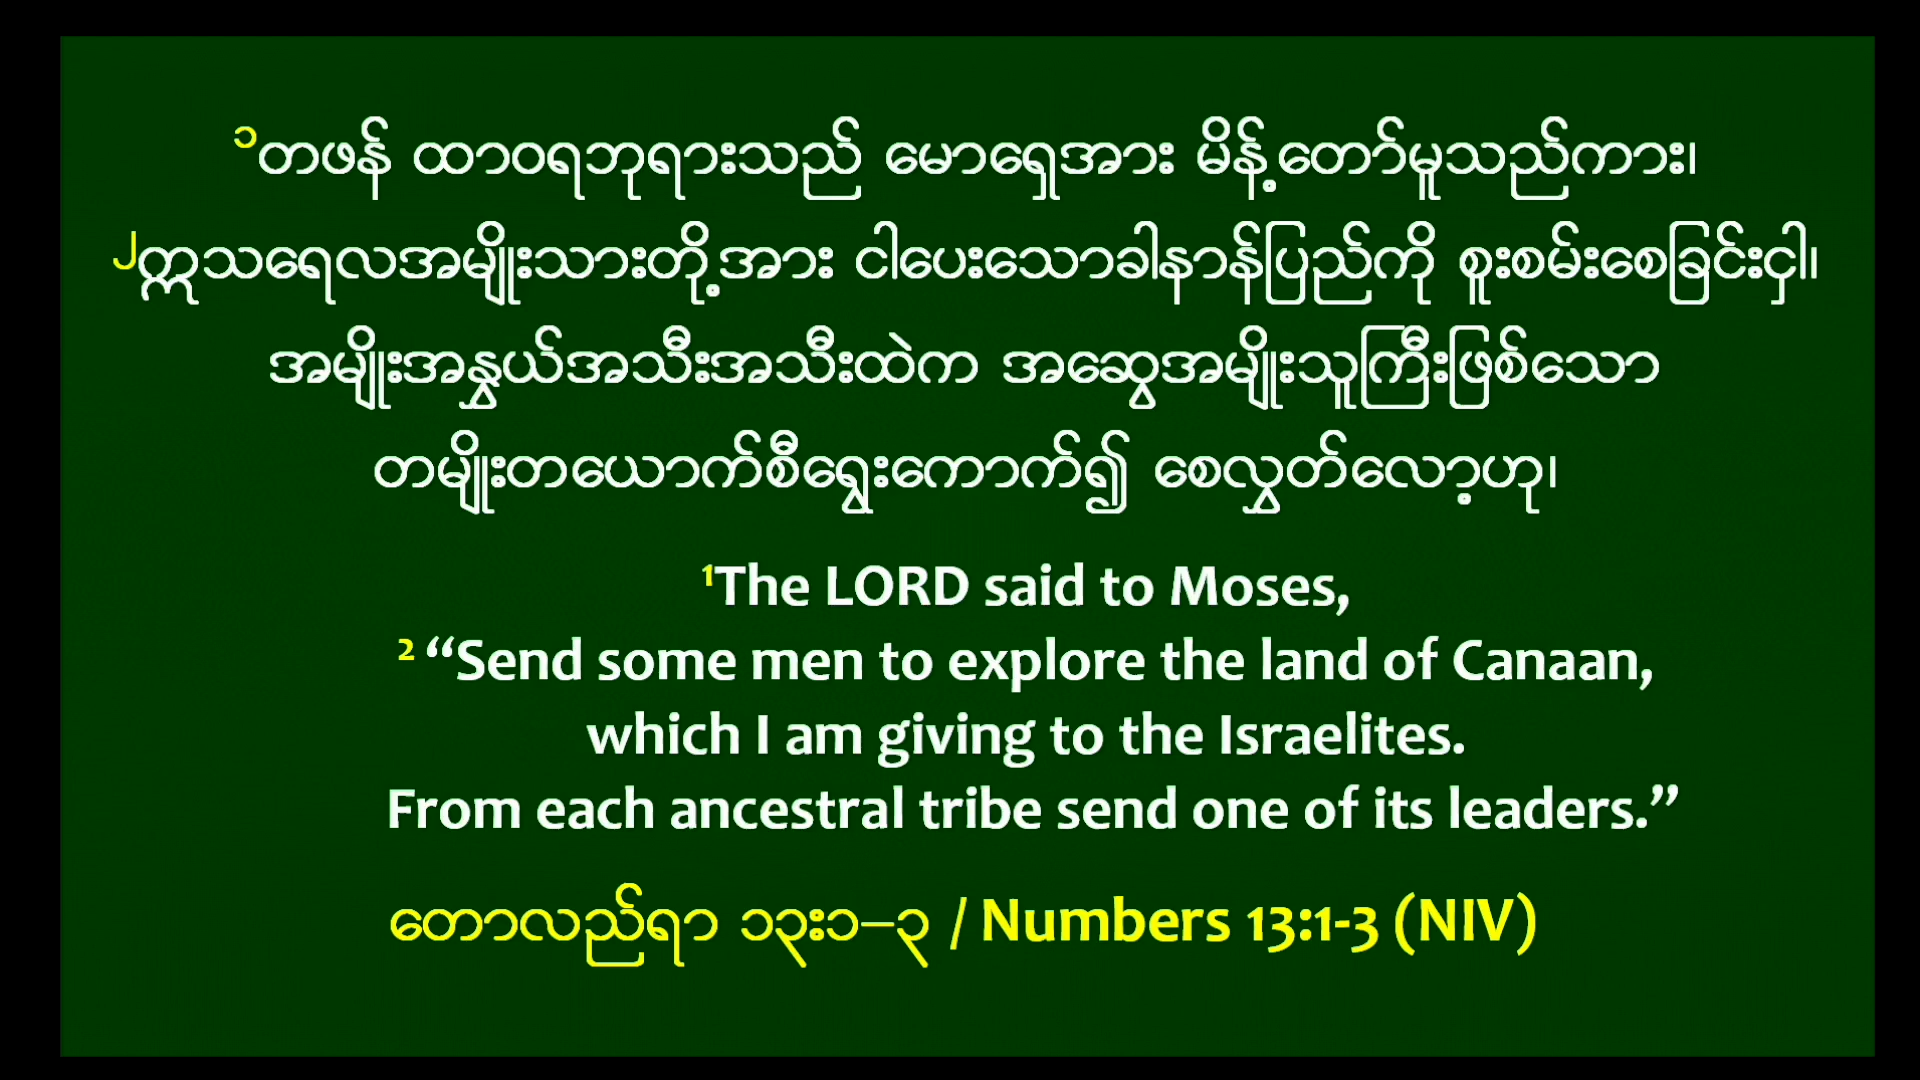 ၁တဖန် ထာဝရဘုရားသည် မောရှေအား မိန့်တော်မူသည်ကား၊
၂ဣသရေလအမျိုးသားတို့အား ငါပေးသောခါနာန်ပြည်ကို စူးစမ်းစေခြင်းငှါ၊
အမျိုးအနွှယ်အသီးအသီးထဲက အဆွေအမျိုးသူကြီးဖြစ်သော
တမျိုးတယောက်စီရွေးကောက်၍ စေလွှတ်လော့ဟု၊
1The LORD said to Moses,
2 “Send some men to explore the land of Canaan,
which I am giving to the Israelites.
From each ancestral tribe send one of its leaders.”
တောလည်ရာ ၁၃း၁–၃ / Numbers 13:1-3 (NIV)